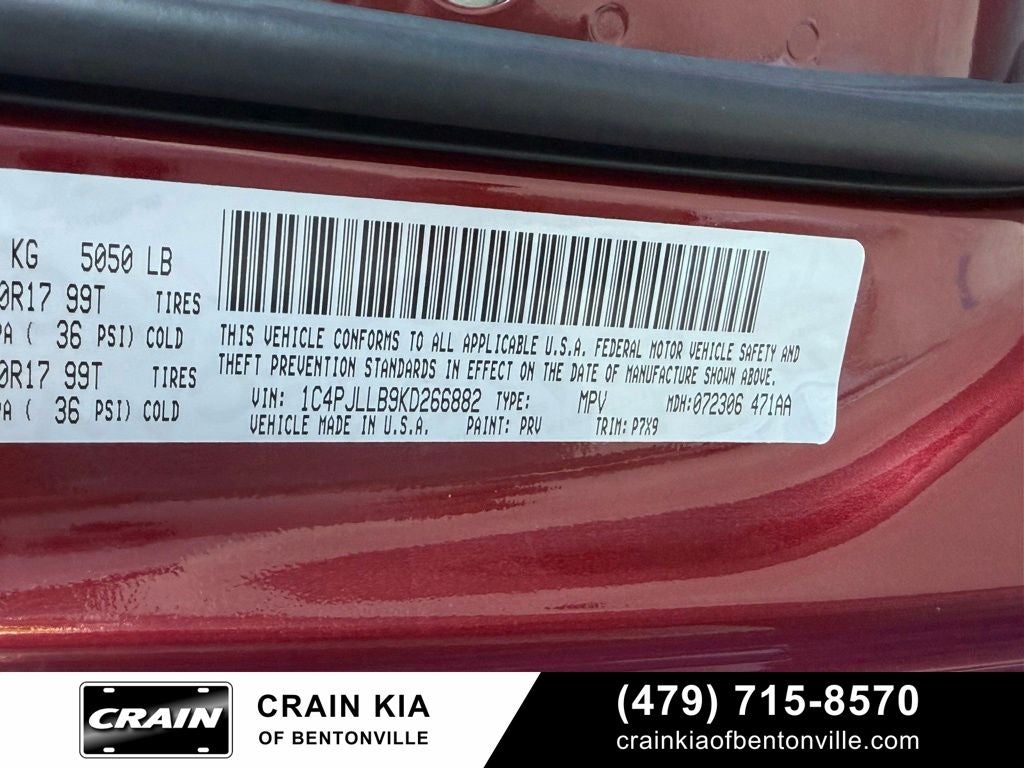 KG 5050 LB
0R17 99T TIRES
PA ( 36 PSI) COLD
0R17 99T TIRES
PA ( 36 PSI) COLD
THIS VEHICLE CONFORMS TO ALL APPLICABLE U.S.A. FEDERAL MOTOR VEHICLE SAFETY AND
THEFT PREVENTION STANDARDS IN EFFECT ON THE DATE OF MANUFACTURE SHOWN ABOVE.
VIN: 1C4PJLLB9KD266882 TYPE: MPV MDH:072306 471AA
VEHICLE MADE IN U.S.A. PAINT: PRV TRIM: P7X9
CRAIN
CRAIN KIA
OF BENTONVILLE
(479) 715-8570
crainkiaofbentonville.com